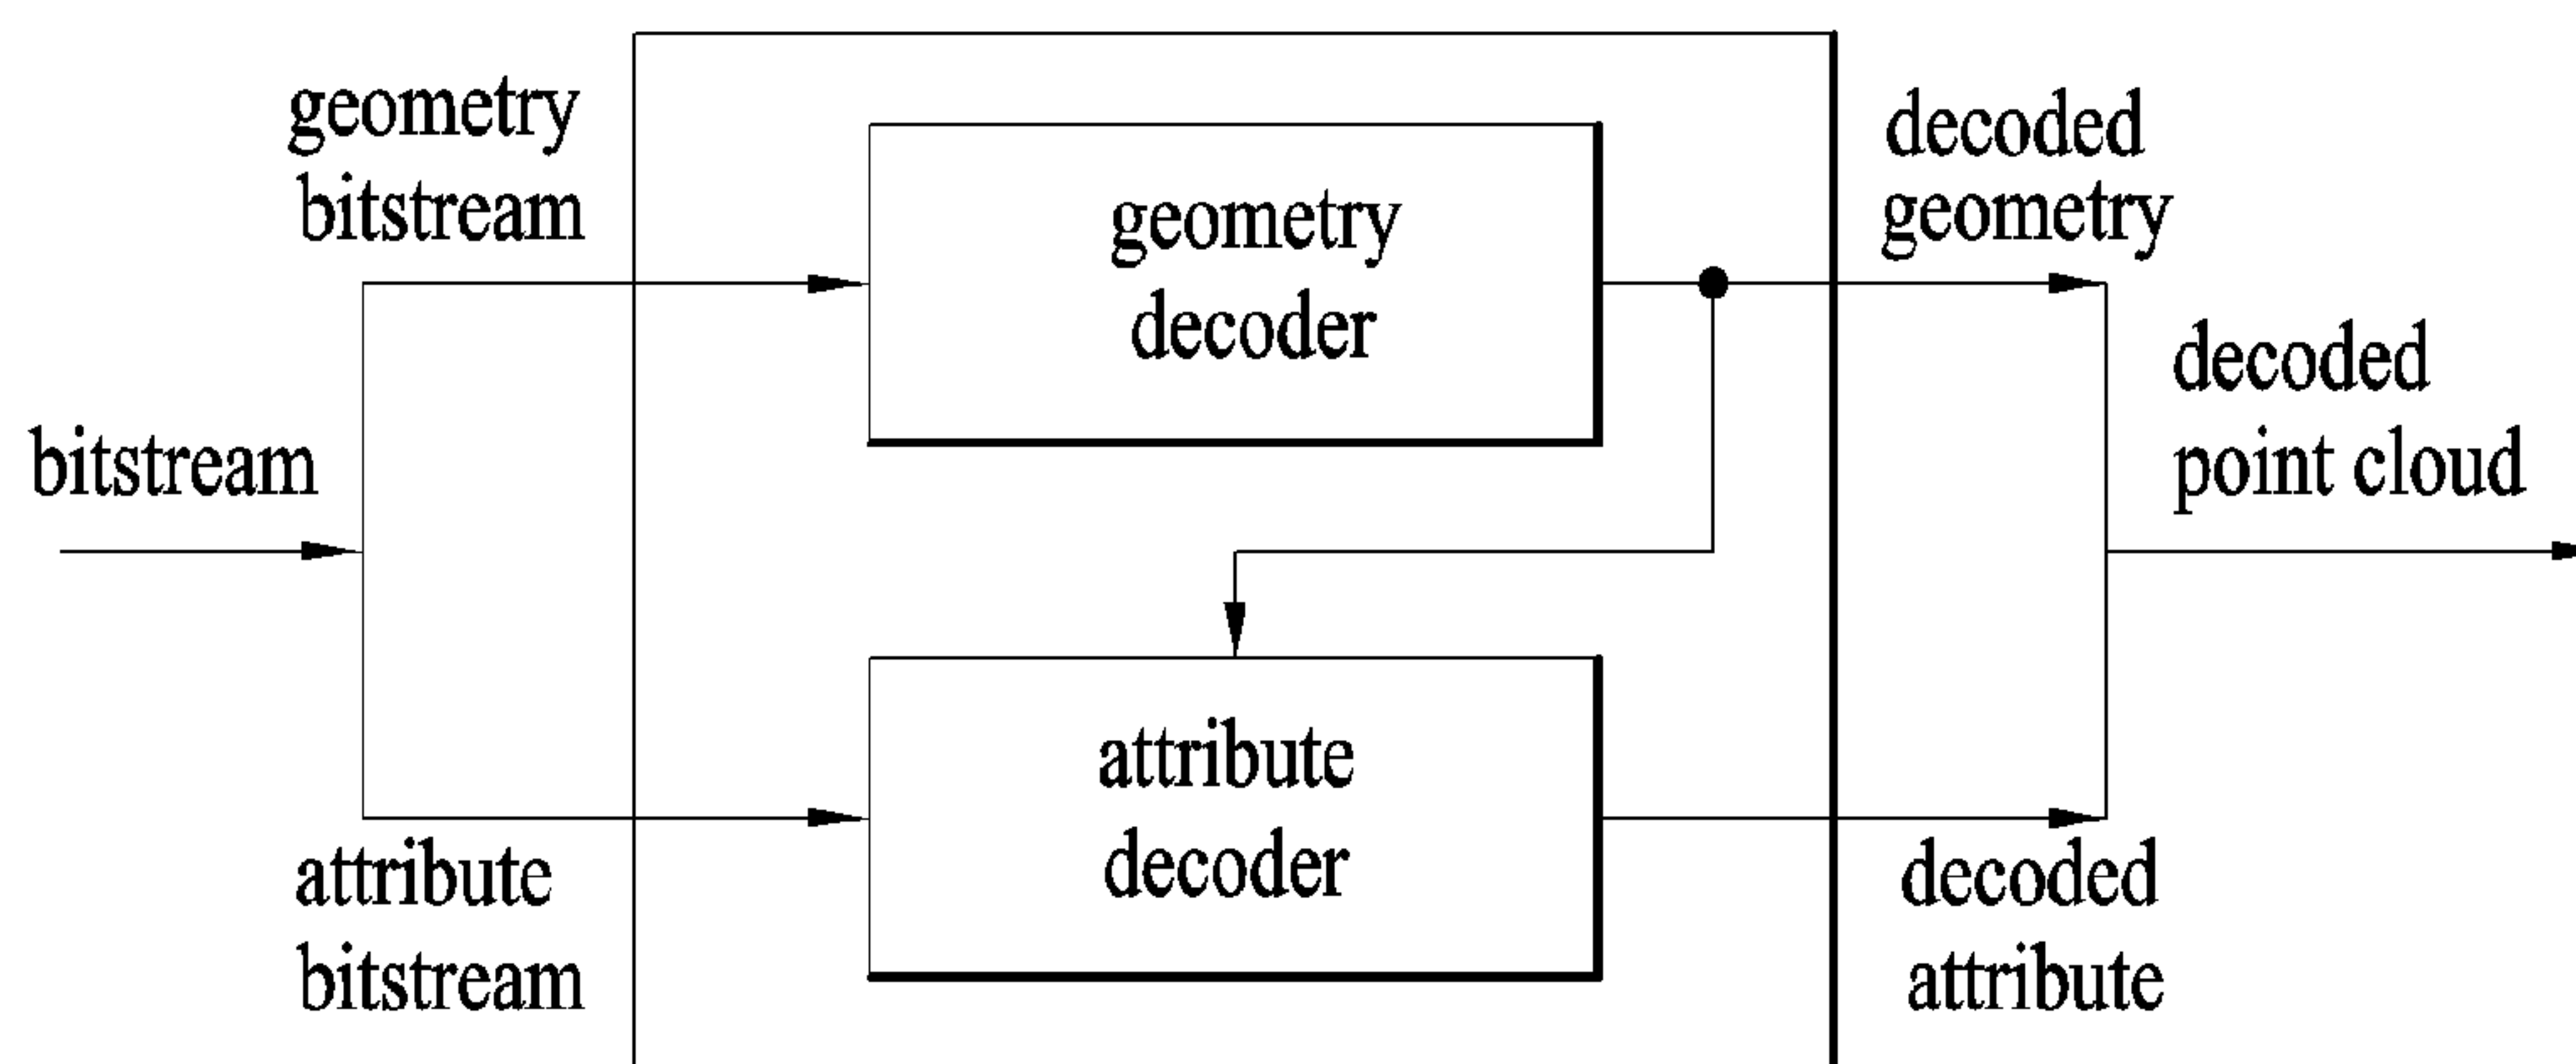 geometry
bitstream
bitstream
attribute
bitstream
geometry
decoder
attribute
decoder
decoded
geometry
decoded
point cloud
decoded
attribute